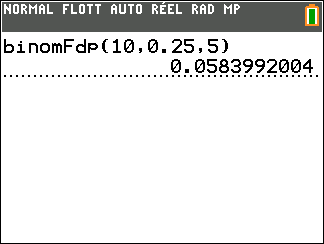 NORMAL FLOTT AUTO RÉEL RAD MP
binomFdp(10,0.25,5)
0.0583992004